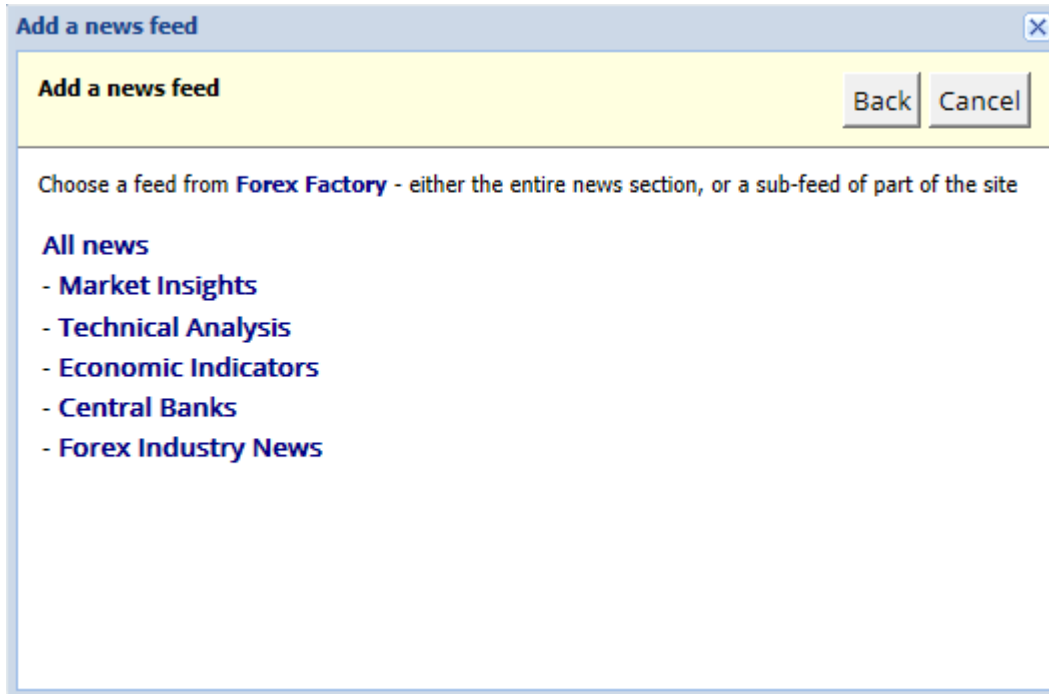 Add a news feed
Add a news feed
Back Cancel
Choose a feed from Forex Factory - either the entire news section, or a sub-feed of part of the site
All news
- Market Insights
- Technical Analysis
- Economic Indicators
- Central Banks
- Forex Industry News